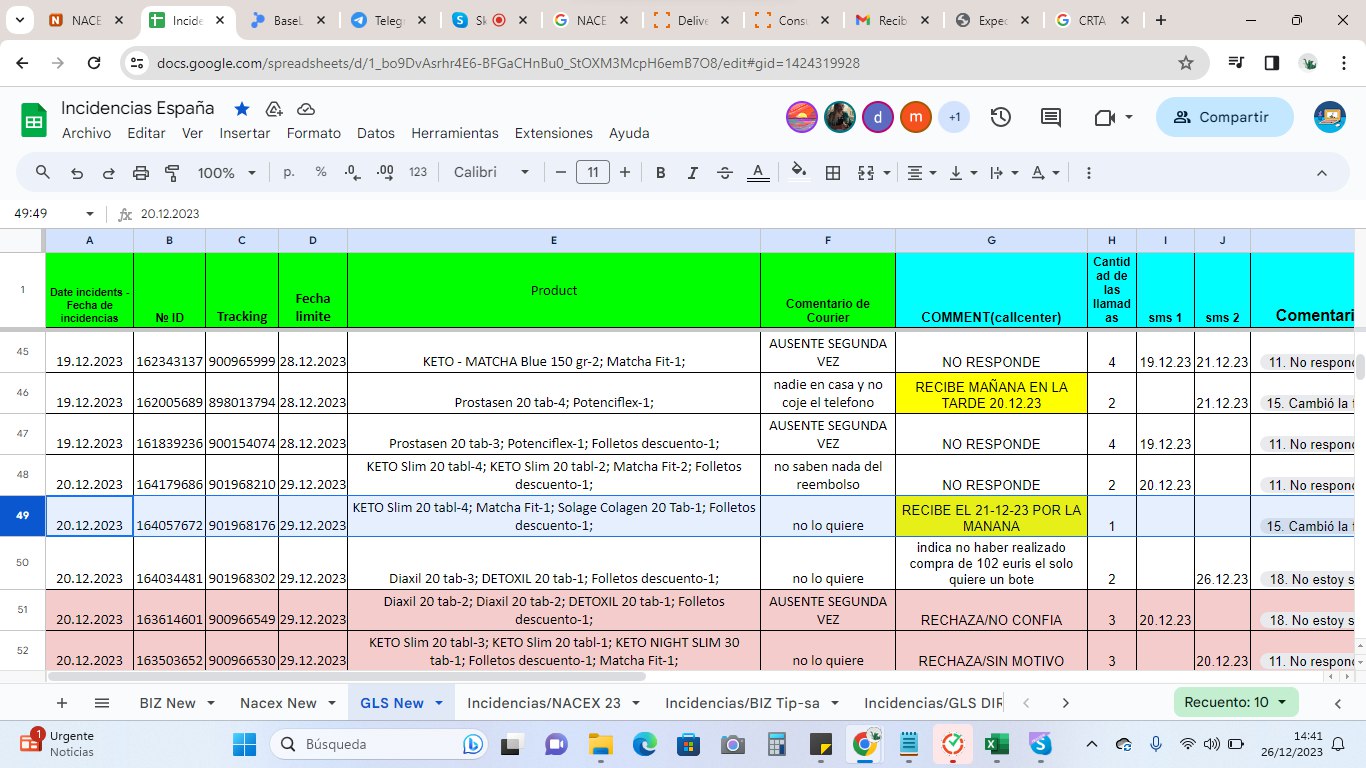 NACE
Incide
BaseL
Telegr
Sk
NACE
Delive
Consu
Recib
Expec
CRTA
docs.google.com/spreadsheets/d/1_bo9DvAsrhr4E6-BFGaCHnBu0_StOXM3McpH6emB7O8/edit#gid=1424319928
Incidencias España
Archivo Editar Ver Insertar Formato Datos Herramientas Extensiones Ayuda
d m +1
Compartir
100% p. % .0 .00 123 Calibri 11 B I A A
49:49 fx 20.12.2023
A B C D E F G H I J
1
Date incidents -
Fecha de
incidencias
№ ID
Tracking
Fecha
limite
Product
Comentario de
Courier
COMMENT(callcenter)
Cantid
ad de
las
llamad
as
sms 1
sms 2
Comentari
45 19.12.2023 162343137 900965999 28.12.2023 KETO - MATCHA Blue 150 gr-2; Matcha Fit-1;
AUSENTE SEGUNDA
VEZ
NO RESPONDE 4 19.12.23 21.12.23 11. No respond
46 19.12.2023 162005689 898013794 28.12.2023 Prostasen 20 tab-4; Potenciflex-1;
nadie en casa y no
coje el telefono
RECIBE MAÑANA EN LA
TARDE 20.12.23
2 21.12.23 15. Cambió la f
47 19.12.2023 161839236 900154074 28.12.2023 Prostasen 20 tab-3; Potenciflex-1; Folletos descuento-1;
AUSENTE SEGUNDA
VEZ
NO RESPONDE 4 19.12.23 11. No respond
48 20.12.2023 164179686 901968210 29.12.2023
KETO Slim 20 tabl-4; KETO Slim 20 tabl-2; Matcha Fit-2; Folletos
descuento-1;
no saben nada del
reembolso
NO RESPONDE 2 20.12.23 11. No respond
49 20.12.2023 164057672 901968176 29.12.2023
KETO Slim 20 tabl-4; Matcha Fit-1; Solage Colagen 20 Tab-1; Folletos
descuento-1;
no lo quiere
RECIBE EL 21-12-23 POR LA
MANANA
1 15. Cambió la f
50 20.12.2023 164034481 901968302 29.12.2023 Diaxil 20 tab-3; DETOXIL 20 tab-1; Folletos descuento-1;
no lo quiere
indica no haber realizado
compra de 102 euris el solo
quiere un bote
2 26.12.23 18. No estoy s
51 20.12.2023 163614601 900966549 29.12.2023
Diaxil 20 tab-2; Diaxil 20 tab-2; DETOXIL 20 tab-1; Folletos
descuento-1;
AUSENTE SEGUNDA
VEZ
RECHAZA/NO CONFIA 3 20.12.23 18. No estoy s
52 20.12.2023 163503652 900966530 29.12.2023
KETO Slim 20 tabl-3; KETO Slim 20 tabl-1; KETO NIGHT SLIM 30
tab-1; Folletos descuento-1; Matcha Fit-1;
no lo quiere
RECHAZA/SIN MOTIVO 3 20.12.23 11. No respond
BIZ New Nacex New GLS New Incidencias/NACEX 23 Incidencias/BIZ Tip-sa Incidencias/GLS DIR Recuento: 10
1
Urgente
Noticias
Búsqueda
14:41
26/12/2023